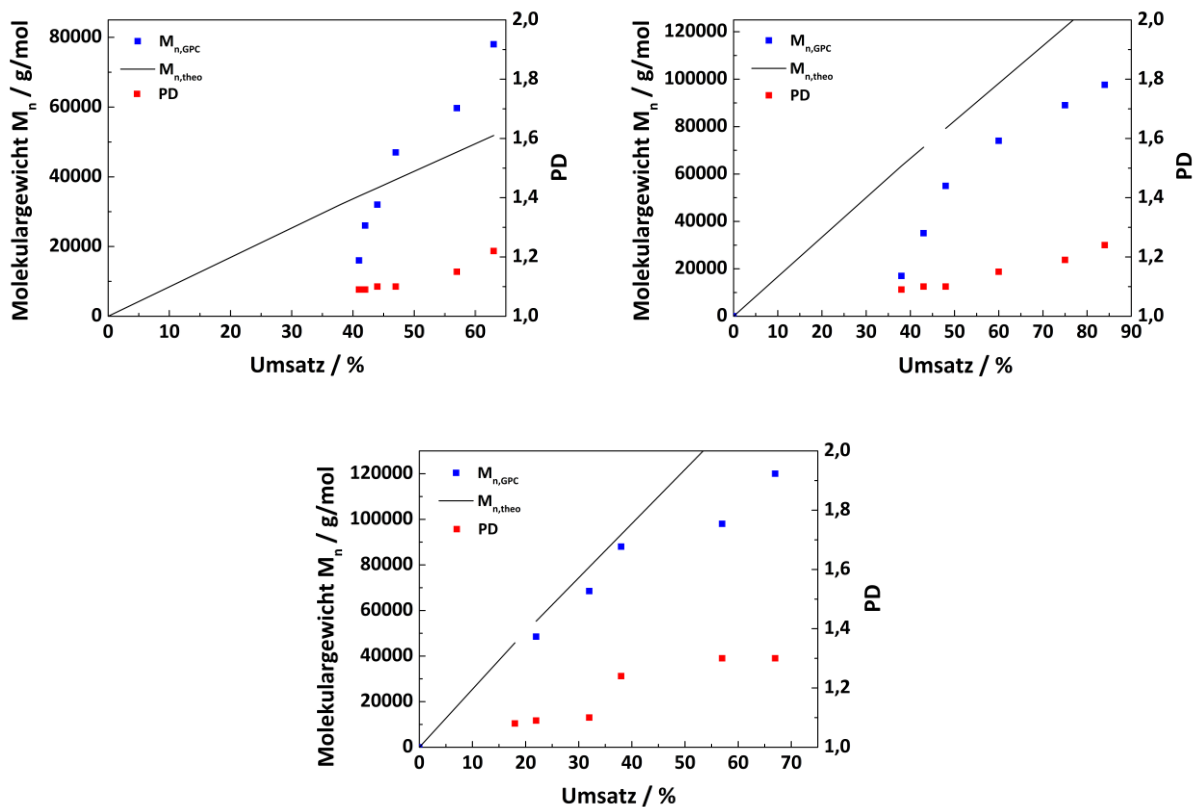 Molekulargewicht Mn / g/mol
80000
60000
40000
20000
0
Mn,GPC
Mn,theo
PD
2,0
1,8
1,6
1,4
1,2
1,0
PD
0 10 20 30 40 50 60
Umsatz / %
Molekulargewicht Mn / g/mol
120000
100000
80000
60000
40000
20000
0
Mn,GPC
Mn,theo
PD
2,0
1,8
1,6
1,4
1,2
1,0
PD
0 10 20 30 40 50 60 70 80 90
Umsatz / %
Molekulargewicht Mn / g/mol
120000
100000
80000
60000
40000
20000
0
Mn,GPC
Mn,theo
PD
2,0
1,8
1,6
1,4
1,2
1,0
PD
0 10 20 30 40 50 60 70
Umsatz / %